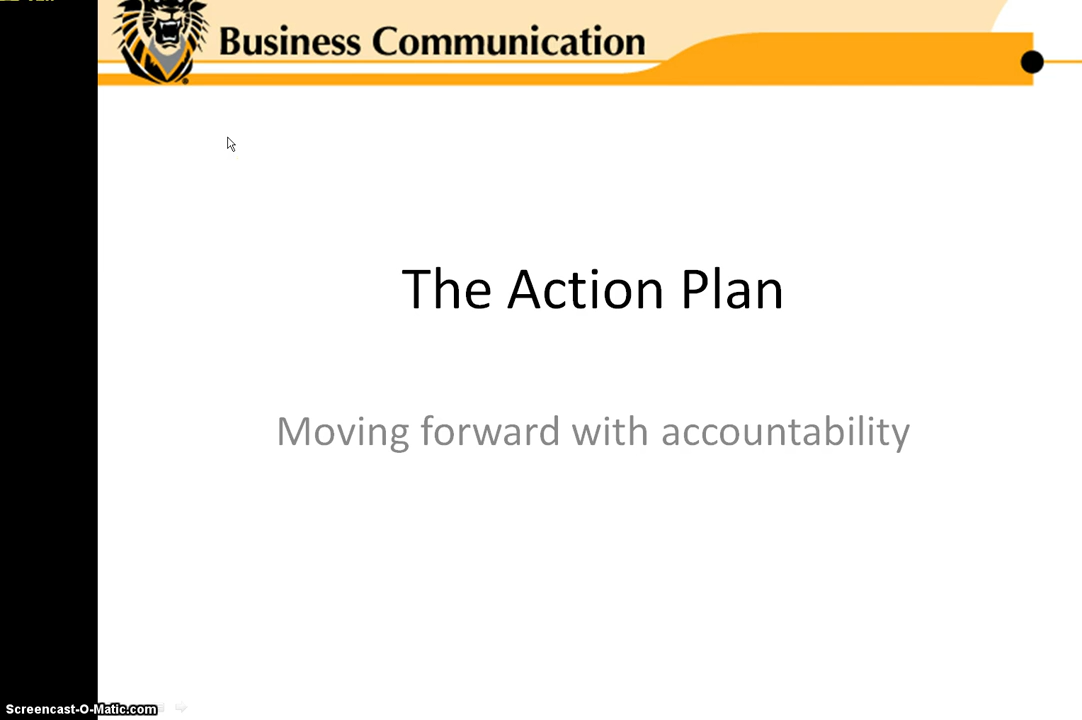 Business Communication
The Action Plan
Moving forward with accountability
Screencast-O-Matic.com